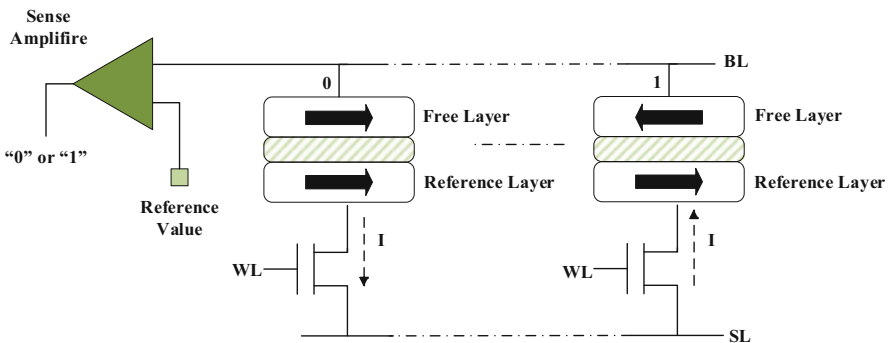 Sense
Amplifire
BL
0
1
Free Layer
Free Layer
“0” or “1”
Reference Layer
Reference Layer
Reference
Value
I
I
WL
WL
SL